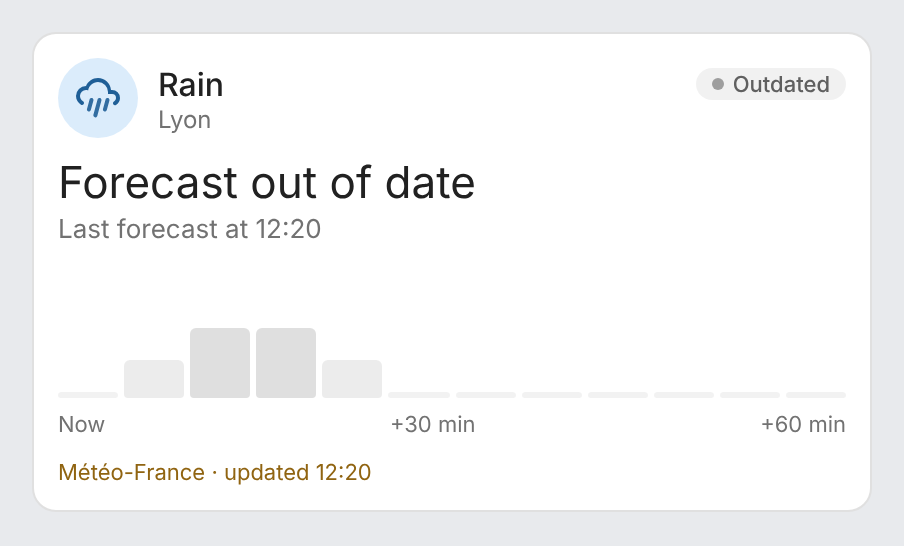 Rain
Outdated
Lyon
Forecast out of date
Last forecast at 12:20
Now
+30 min
+60 min
Météo-France · updated 12:20